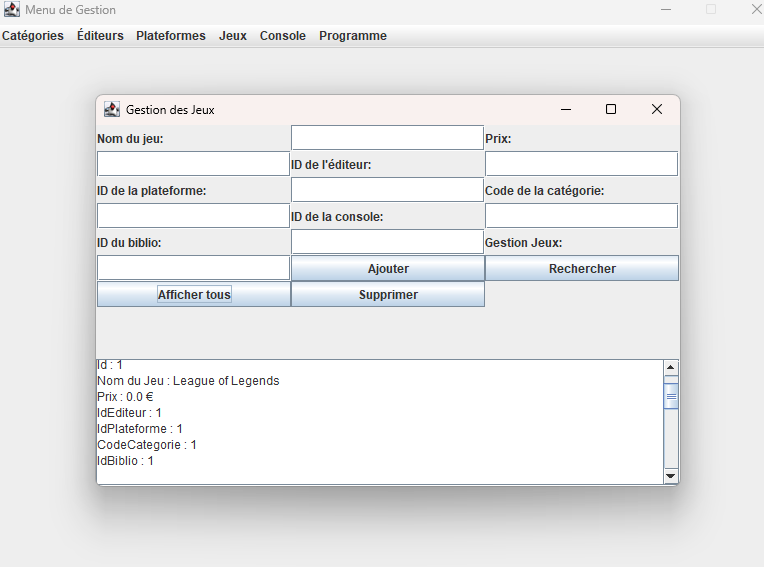 Menu de Gestion
Catégories Éditeurs Plateformes Jeux Console Programme
Gestion des Jeux
Nom du jeu: Prix:
ID de l'éditeur:
ID de la plateforme: Code de la catégorie:
ID de la console:
ID du biblio: Gestion Jeux:
Ajouter Rechercher
Afficher tous Supprimer
Id : 1
Nom du Jeu : League of Legends
Prix : 0.0 €
IdEditeur : 1
IdPlateforme : 1
CodeCategorie : 1
IdBiblio : 1